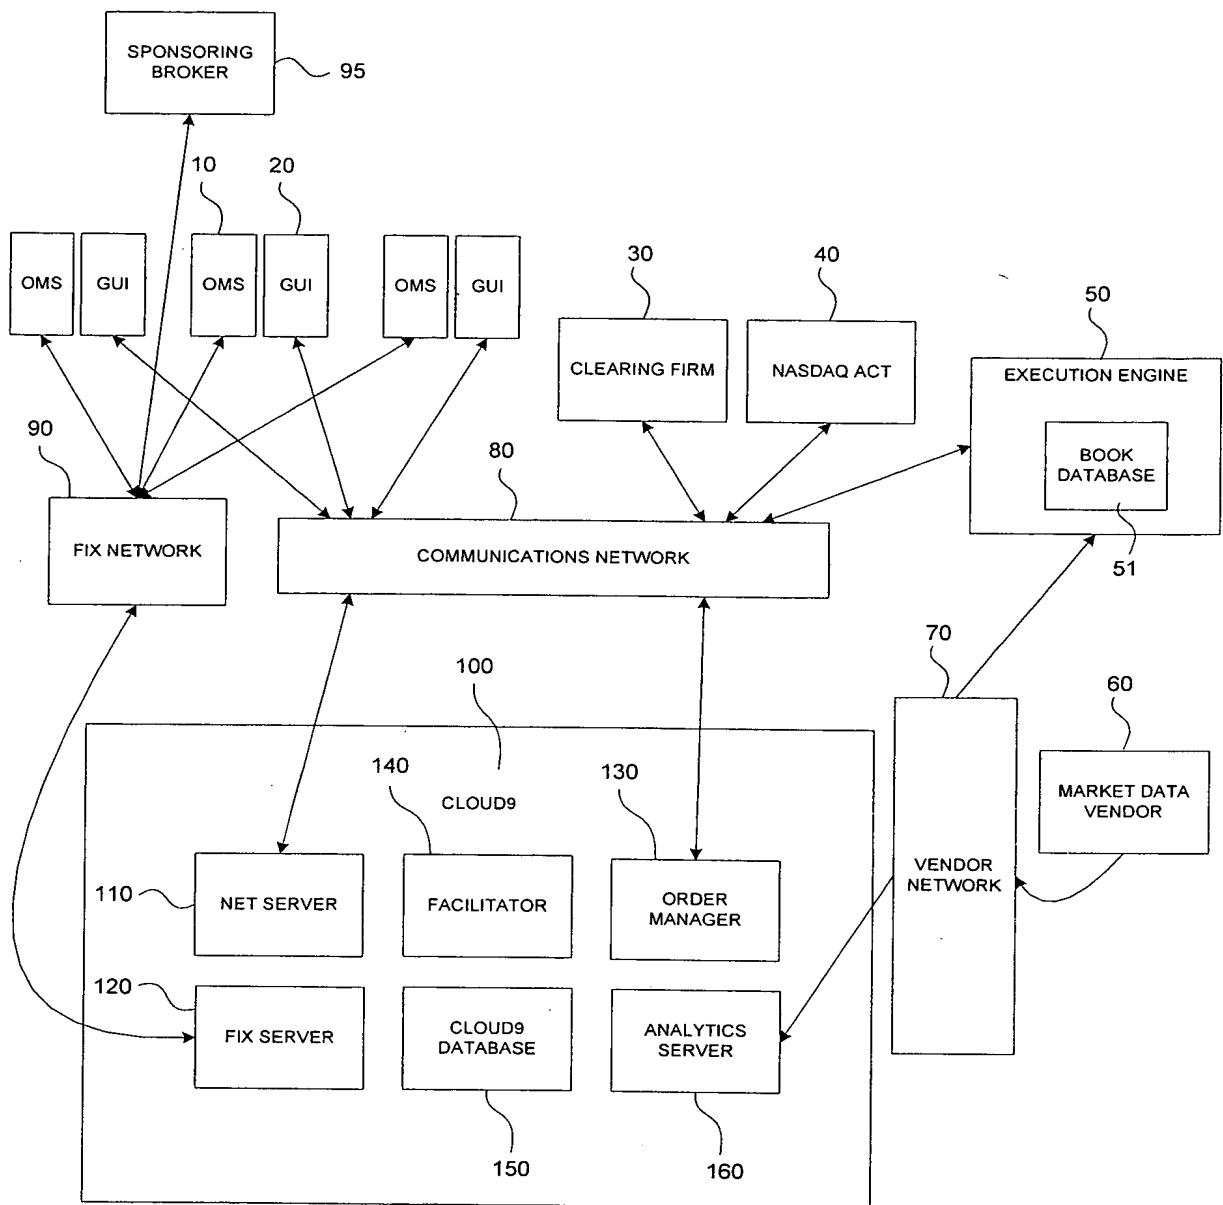 SPONSORING
BROKER
95
10
20
OMS
GUI
OMS
GUI
OMS
GUI
30
40
50
CLEARING FIRM
NASDAQ ACT
EXECUTION ENGINE
BOOK
DATABASE
51
90
80
FIX NETWORK
COMMUNICATIONS NETWORK
70
60
100
140
130
CLOUD9
MARKET DATA
VENDOR
VENDOR
NETWORK
110
NET SERVER
FACILITATOR
ORDER
MANAGER
120
FIX SERVER
CLOUD9
DATABASE
ANALYTICS
SERVER
150
160